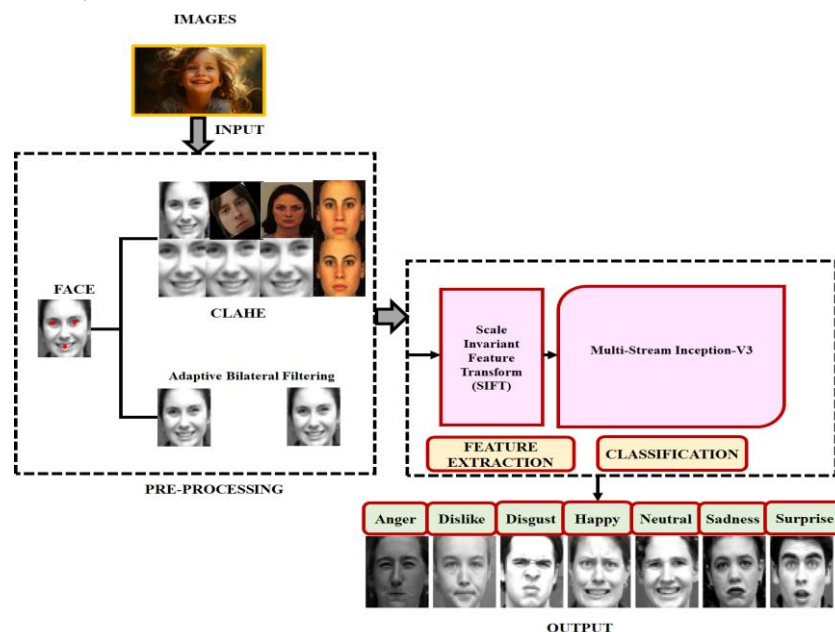 IMAGES
INPUT
FACE
CLAHE
Adaptive Bilateral Filtering
PRE-PROCESSING
Scale
Invariant
Feature
Transform
(SIFT)
Multi-Stream Inception-V3
FEATURE
EXTRACTION
CLASSIFICATION
Anger Dislike Disgust Happy Neutral Sadness Surprise
OUTPUT